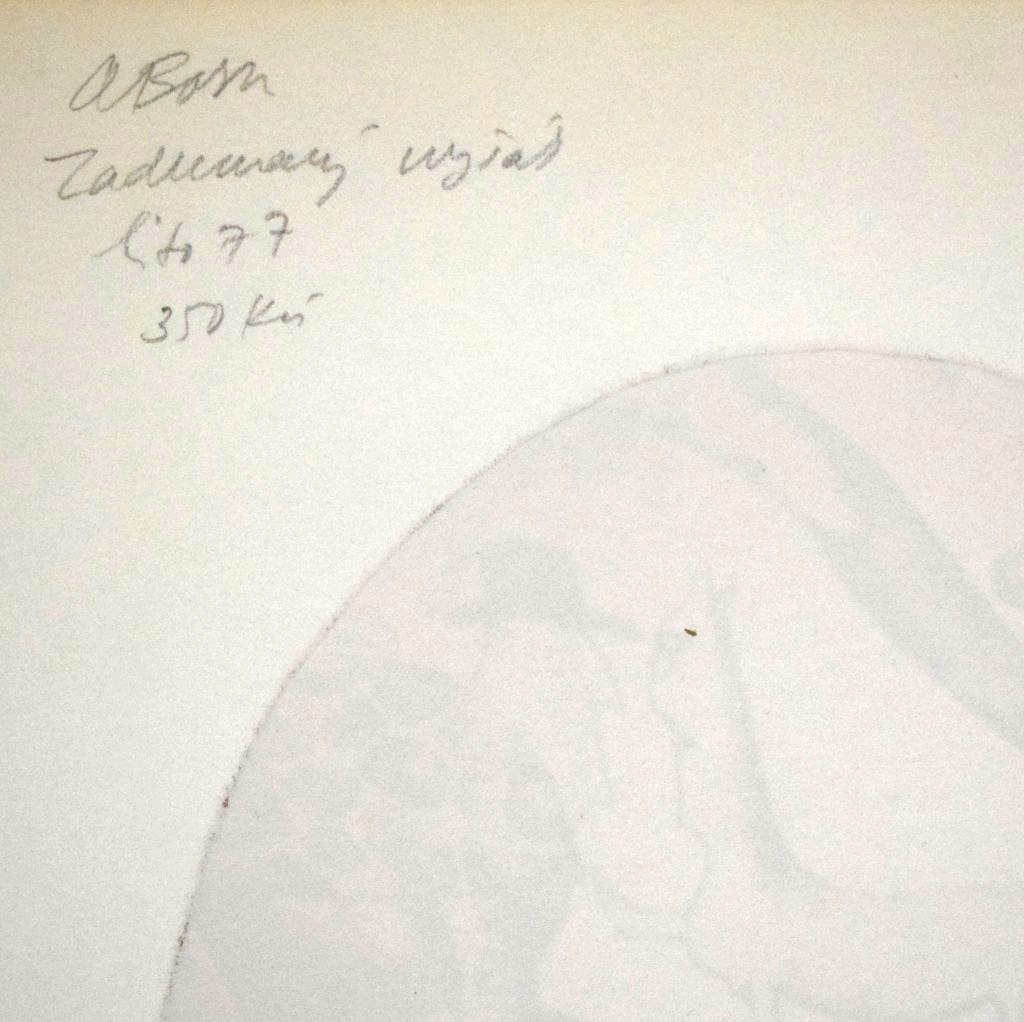 A Born
Zadumaný
lito 77
350 Kčs